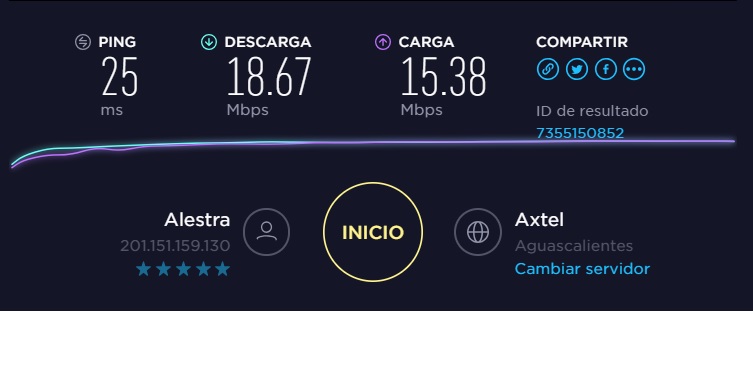 PING
25
ms
DESCARGA
18.67
Mbps
CARGA
15.38
Mbps
COMPARTIR
ID de resultado
7355150852
Alestra
201.151.159.130
INICIO
Axtel
Aguascalientes
Cambiar servidor